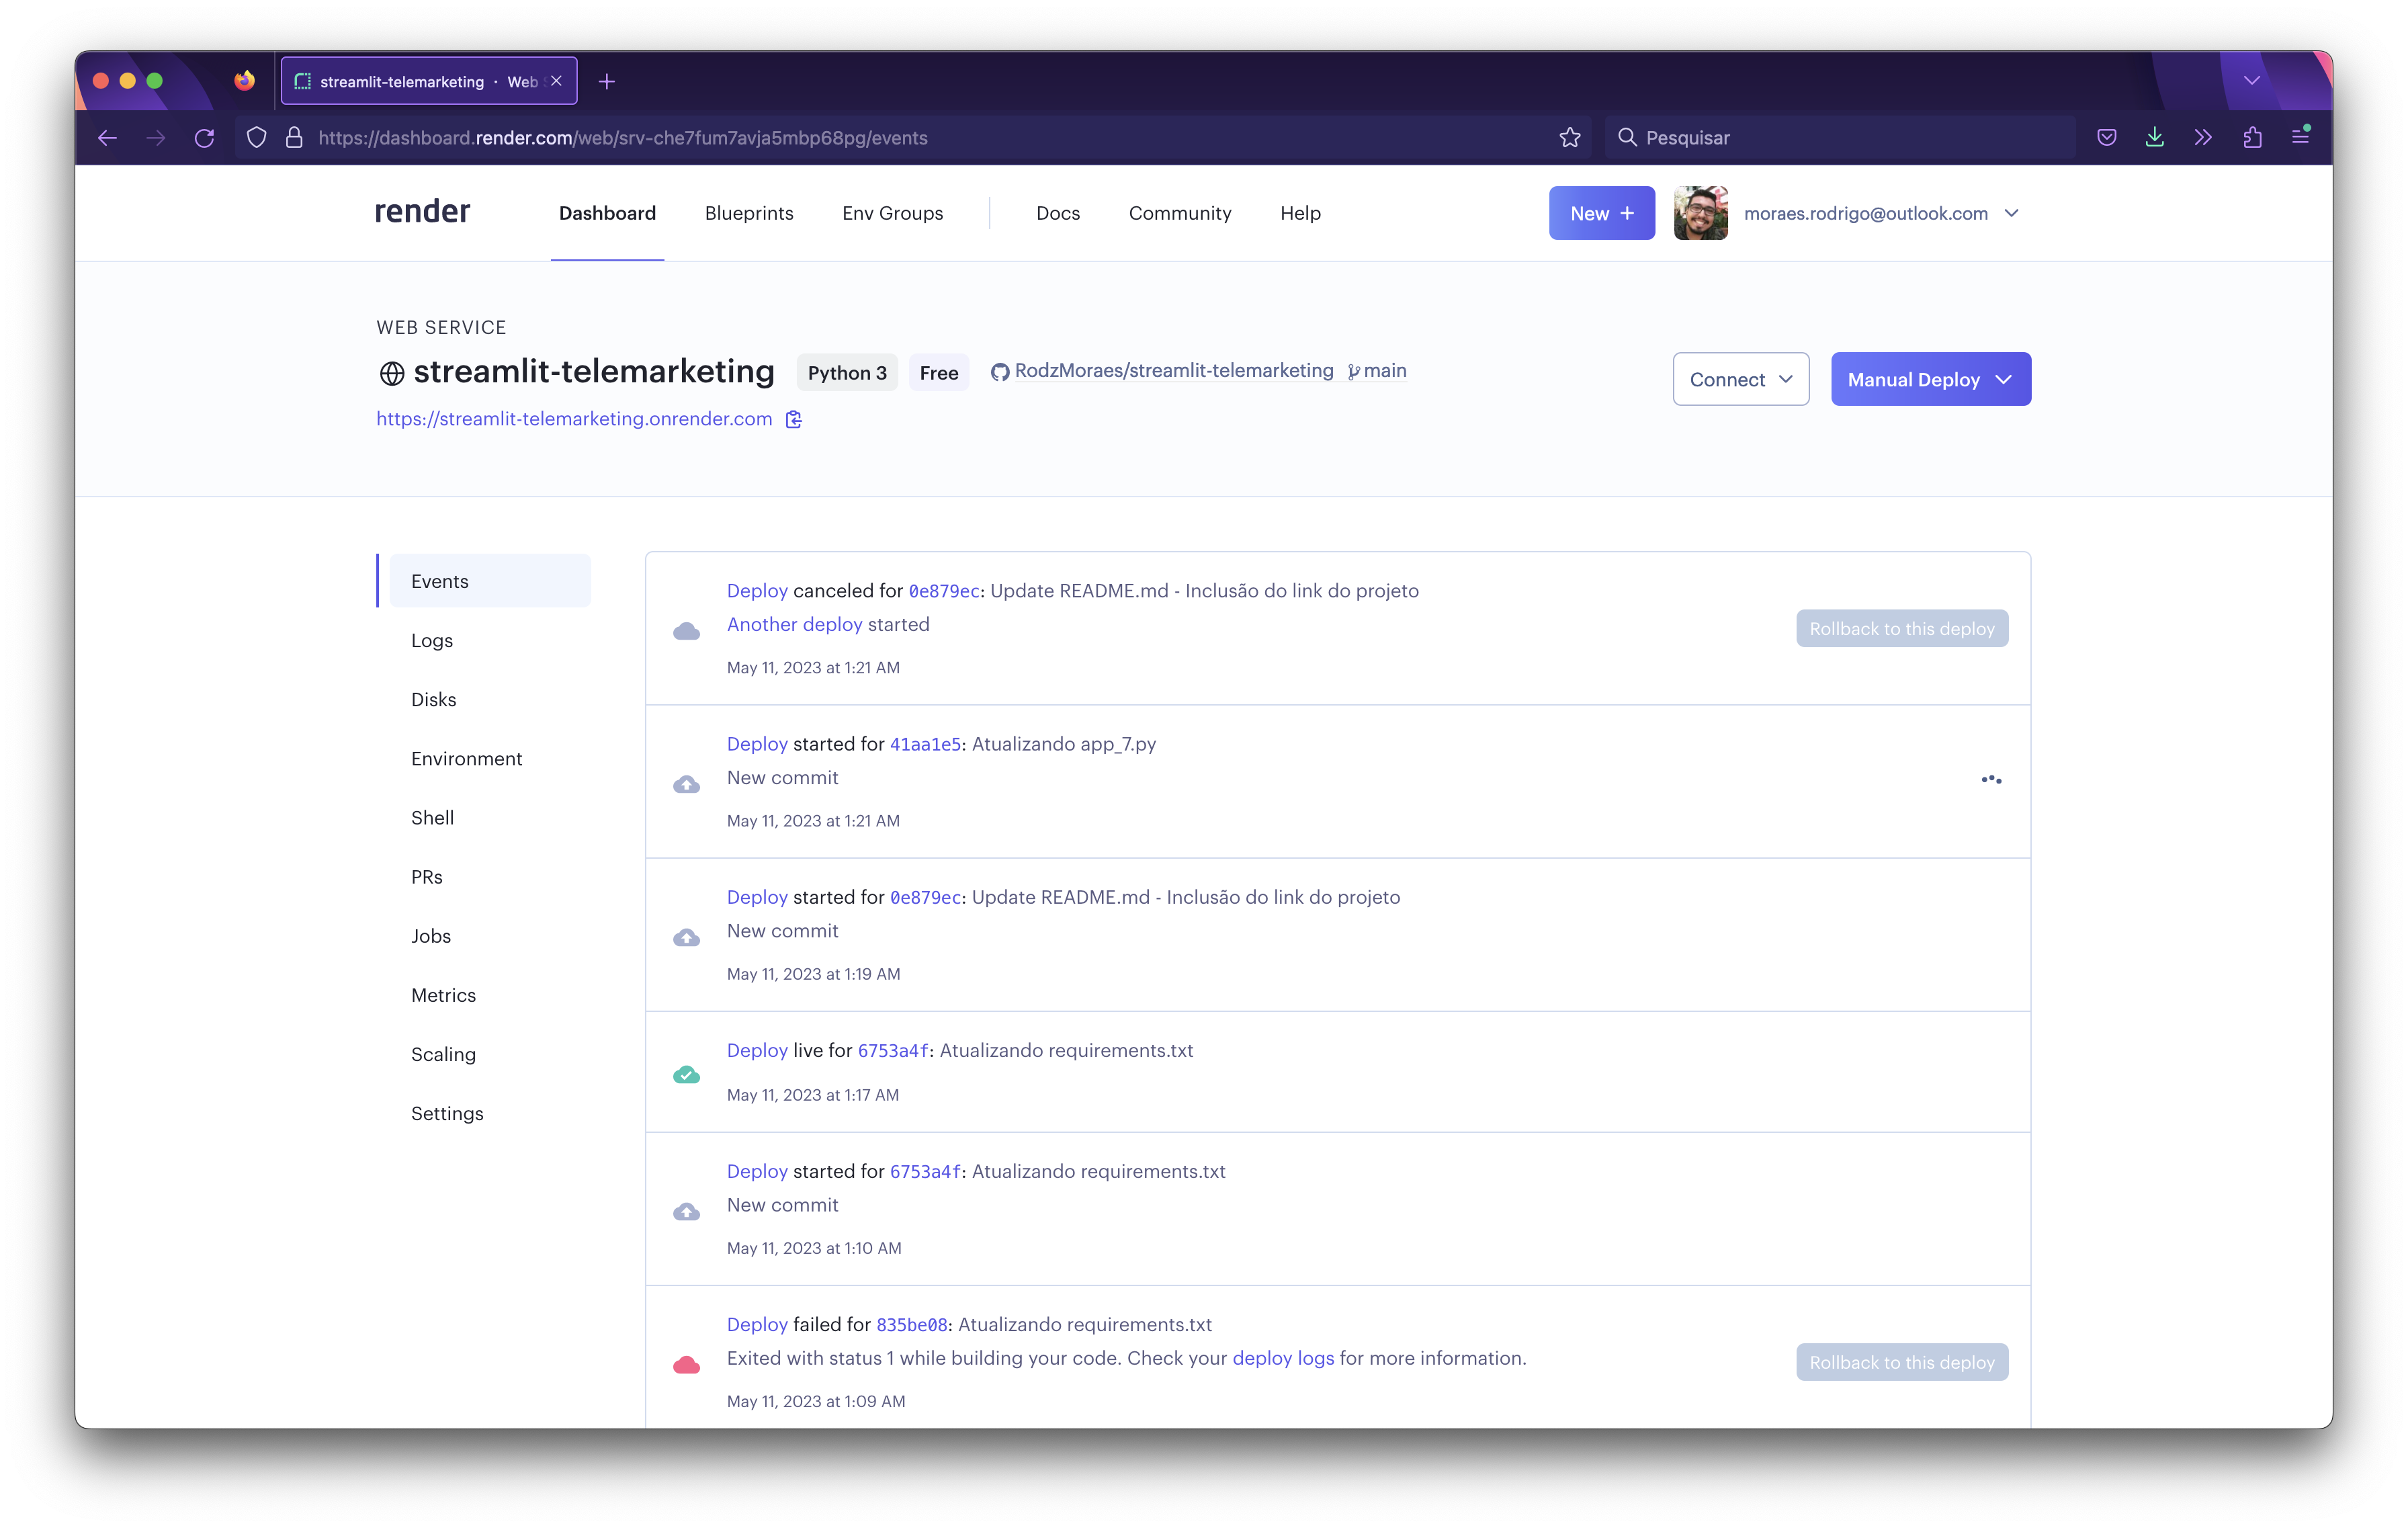 streamlit-telemarketing · Web
https://dashboard.render.com/web/srv-che7fum7avja5mbp68pg/events
Pesquisar
render
Dashboard
Blueprints
Env Groups
Docs
Community
Help
New +
moraes.rodrigo@outlook.com
WEB SERVICE
streamlit-telemarketing
Python 3
Free
RodzMoraes/streamlit-telemarketing
main
Connect
Manual Deploy
https://streamlit-telemarketing.onrender.com
Events
Logs
Disks
Environment
Shell
PRs
Jobs
Metrics
Scaling
Settings
Deploy canceled for 0e879ec: Update README.md - Inclusão do link do projeto
Another deploy started
May 11, 2023 at 1:21 AM
Rollback to this deploy
Deploy started for 41aa1e5: Atualizando app_7.py
New commit
May 11, 2023 at 1:21 AM
Deploy started for 0e879ec: Update README.md - Inclusão do link do projeto
New commit
May 11, 2023 at 1:19 AM
Deploy live for 6753a4f: Atualizando requirements.txt
May 11, 2023 at 1:17 AM
Deploy started for 6753a4f: Atualizando requirements.txt
New commit
May 11, 2023 at 1:10 AM
Deploy failed for 835be08: Atualizando requirements.txt
Exited with status 1 while building your code. Check your deploy logs for more information.
May 11, 2023 at 1:09 AM
Rollback to this deploy